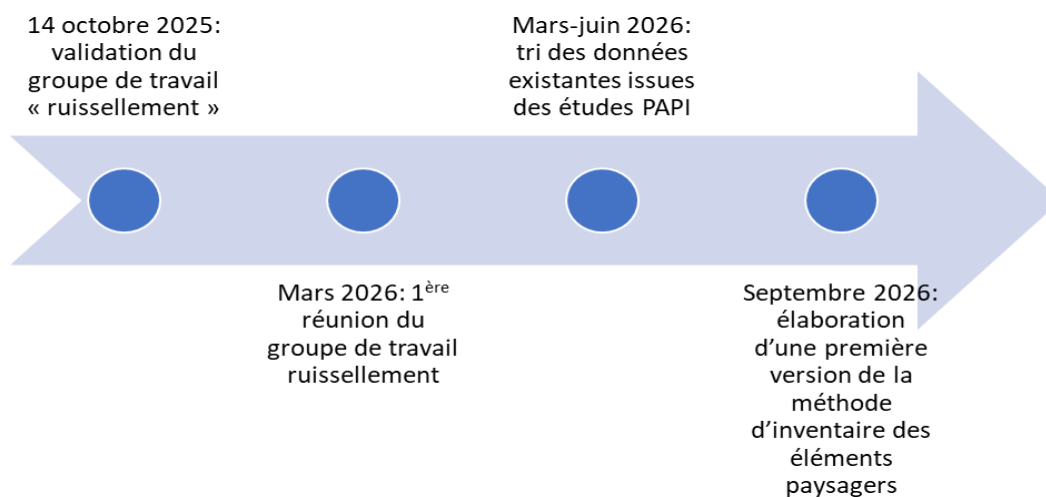 14 octobre 2025:
validation du
groupe de travail
« ruissellement »
Mars 2026: 1ère
réunion du
groupe de travail
ruissellement
Mars-juin 2026:
tri des données
existantes issues
des études PAPI
Septembre 2026:
élaboration
d’une première
version de la
méthode
d’inventaire des
éléments
paysagers